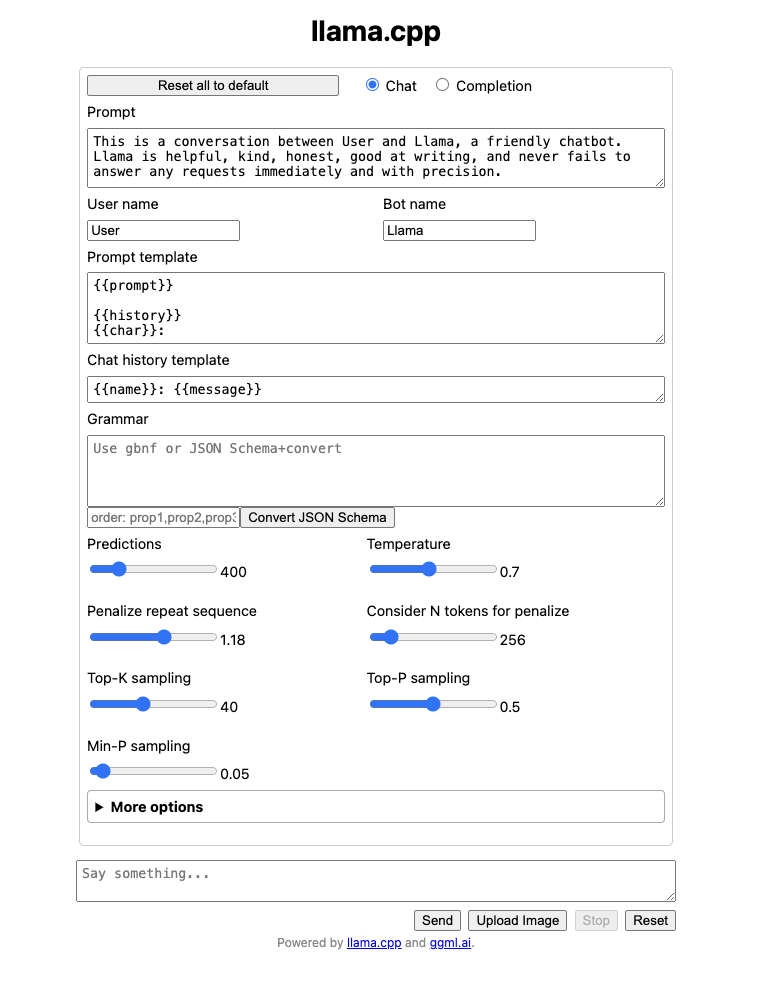 llama.cpp
Reset all to default Chat Completion
Prompt
This is a conversation between User and Llama, a friendly chatbot.
Llama is helpful, kind, honest, good at writing, and never fails to
answer any requests immediately and with precision.
User name Bot name
User Llama
Prompt template
{{prompt}}
{{history}}
{{char}}:
Chat history template
{{name}}: {{message}}
Grammar
Use gbnf or JSON Schema+convert
order: prop1,prop2,prop3 Convert JSON Schema
Predictions Temperature
400 0.7
Penalize repeat sequence Consider N tokens for penalize
1.18 256
Top-K sampling Top-P sampling
40 0.5
Min-P sampling
0.05
More options
Say something...
Send Upload Image Stop Reset
Powered by llama.cpp and ggml.ai.